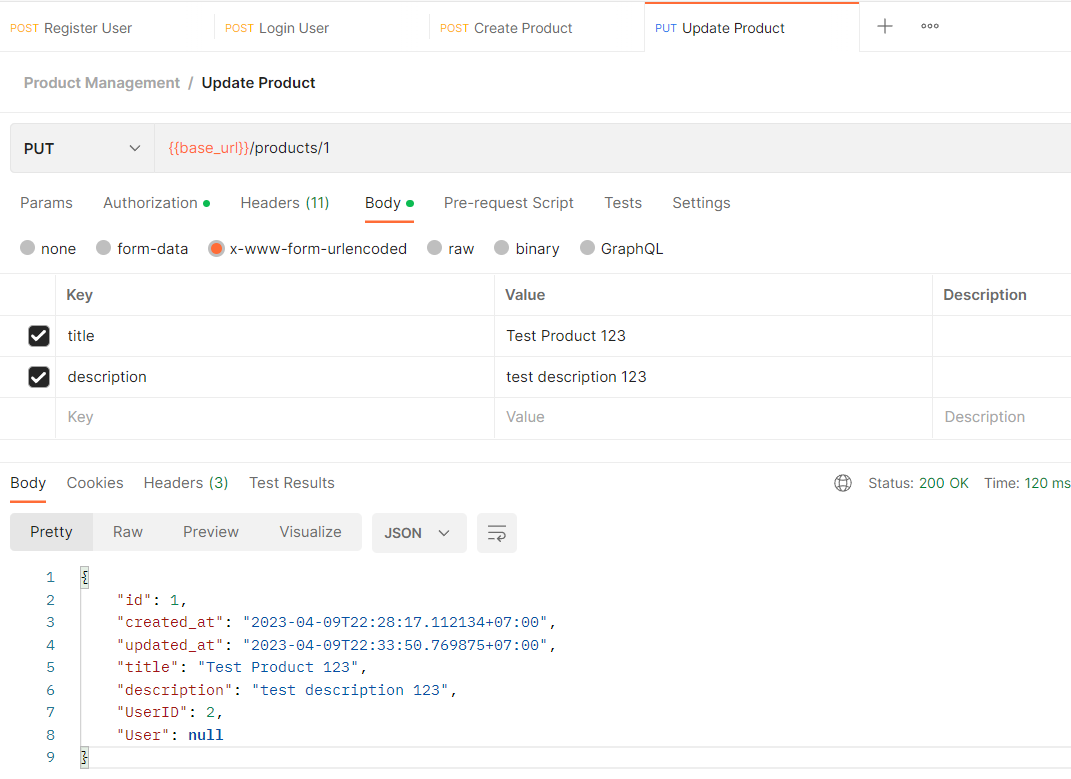 POST Register User POST Login User POST Create Product PUT Update Product
Product Management / Update Product
PUT {{base_url}}/products/1
Params Authorization Headers (11) Body Pre-request Script Tests Settings
none form-data x-www-form-urlencoded raw binary GraphQL
Key Value Description
title Test Product 123
description test description 123
Key Value Description
Body Cookies Headers (3) Test Results Status: 200 OK Time: 120 ms
Pretty Raw Preview Visualize JSON
1 {
2 "id": 1,
3 "created_at": "2023-04-09T22:28:17.112134+07:00",
4 "updated_at": "2023-04-09T22:33:50.769875+07:00",
5 "title": "Test Product 123",
6 "description": "test description 123",
7 "UserID": 2,
8 "User": null
9 }